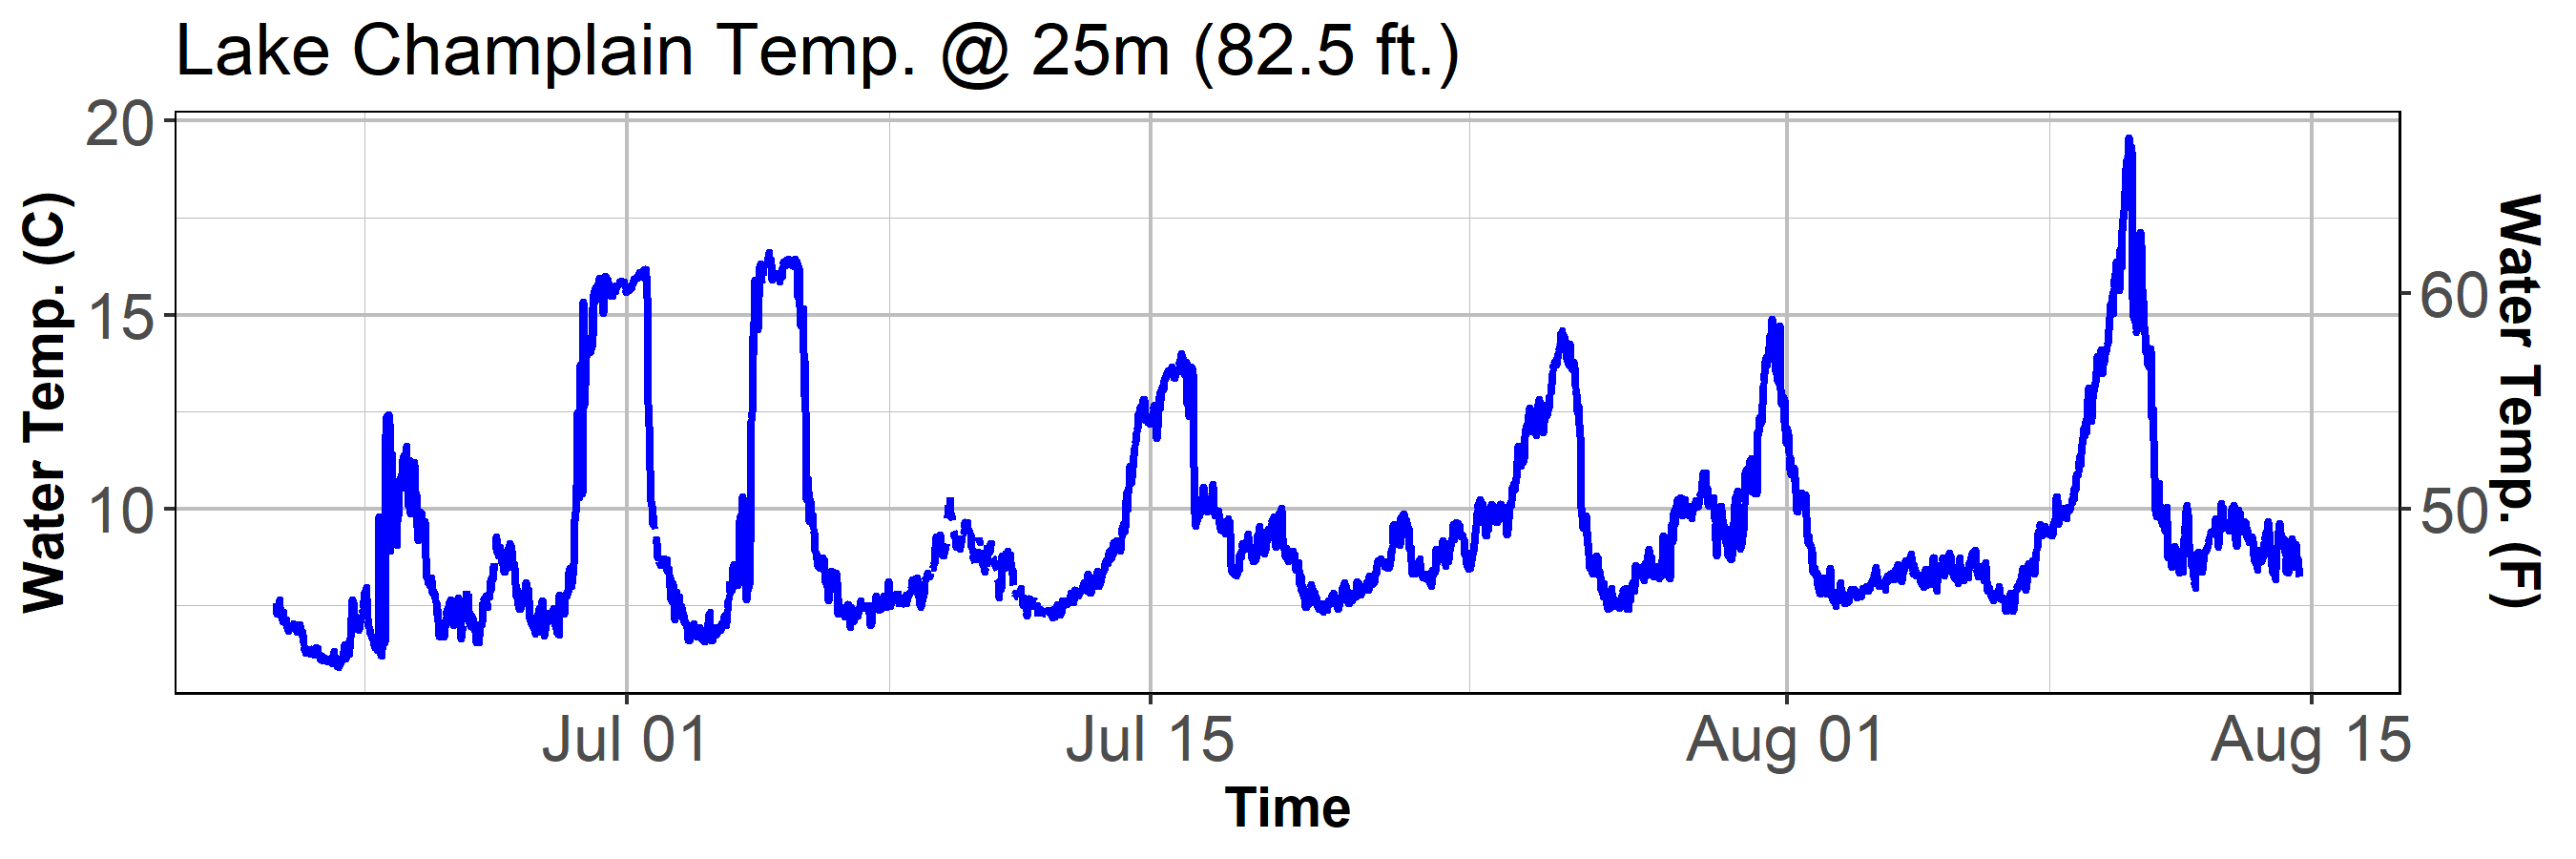 Lake Champlain Temp. @ 25m (82.5 ft.)
Water Temp. (C)
20
15
10
60
50
Water Temp. (F)
Jul 01 Jul 15 Aug 01 Aug 15
Time